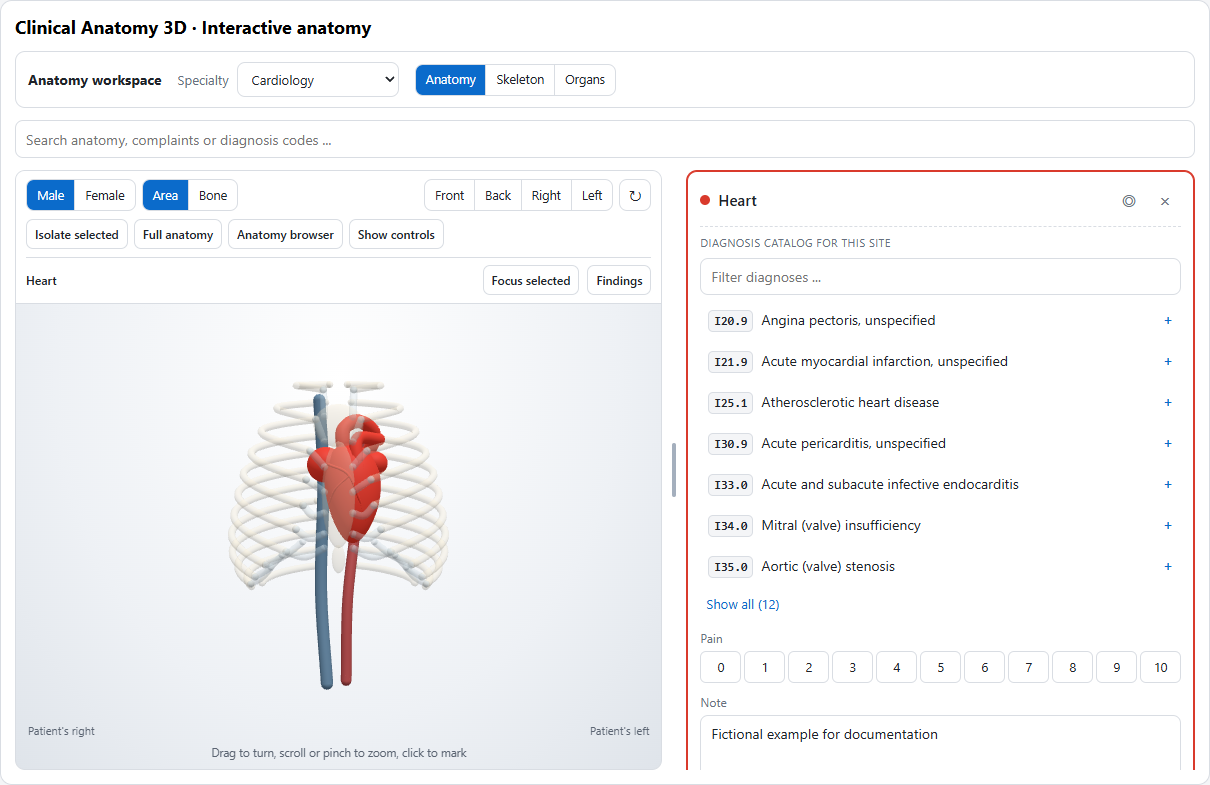 Clinical Anatomy 3D · Interactive anatomy
Anatomy workspace Specialty Cardiology Anatomy Skeleton Organs
Search anatomy, complaints or diagnosis codes ...
Male Female Area Bone Front Back Right Left ↻
Isolate selected Full anatomy Anatomy browser Show controls
Heart Focus selected Findings
Patient's right Patient's left
Drag to turn, scroll or pinch to zoom, click to mark
Heart ◎ ×
DIAGNOSIS CATALOG FOR THIS SITE
Filter diagnoses ...
I20.9 Angina pectoris, unspecified +
I21.9 Acute myocardial infarction, unspecified +
I25.1 Atherosclerotic heart disease +
I30.9 Acute pericarditis, unspecified +
I33.0 Acute and subacute infective endocarditis +
I34.0 Mitral (valve) insufficiency +
I35.0 Aortic (valve) stenosis +
Show all (12)
Pain
0 1 2 3 4 5 6 7 8 9 10
Note
Fictional example for documentation